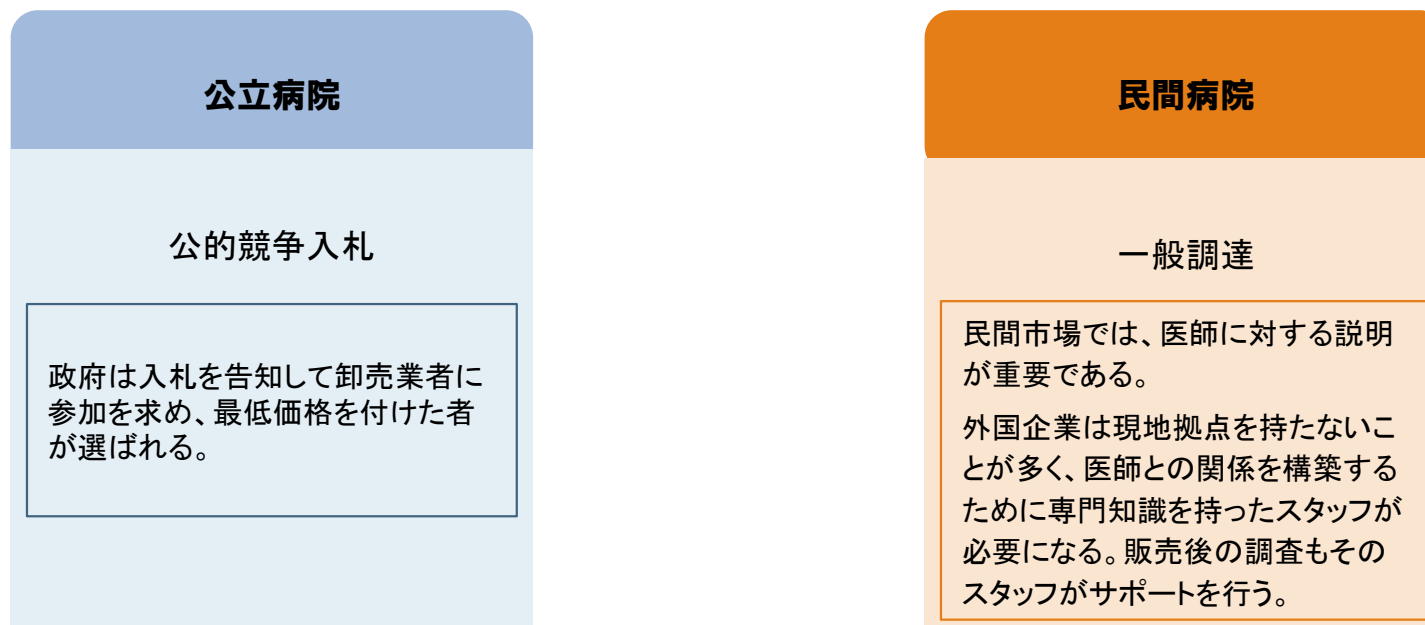 公立病院
公的競争入札
政府は入札を告知して卸売業者に
参加を求め、最低価格を付けた者
が選ばれる。
民間病院
一般調達
民間市場では、医師に対する説明
が重要である。
外国企業は現地拠点を持たないこ
とが多く、医師との関係を構築する
ために専門知識を持ったスタッフが
必要になる。販売後の調査もその
スタッフがサポートを行う。